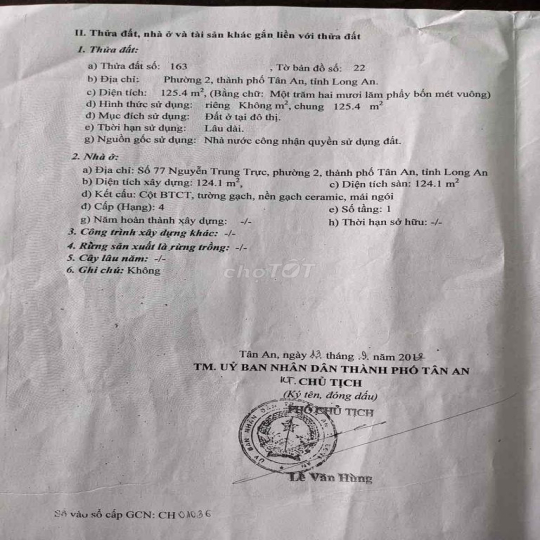 II. Thửa đất, nhà ở và tài sản khác gắn liền với thửa đất
1. Thửa đất:
a) Thửa đất số: 163 , Tờ bản đồ số: 22
b) Địa chỉ: Phường 2, thành phố Tân An, tỉnh Long An.
c) Diện tích: 125.4 m², (Bằng chữ: Một trăm hai mươi lăm phẩy bốn mét vuông)
d) Hình thức sử dụng: riêng Không m², chung 125.4 m²
đ) Mục đích sử dụng: Đất ở tại đô thị.
e) Thời hạn sử dụng: Lâu dài.
g) Nguồn gốc sử dụng: Nhà nước công nhận quyền sử dụng đất.
2. Nhà ở:
a) Địa chỉ: Số 77 Nguyễn Trung Trực, phường 2, thành phố Tân An, tỉnh Long An
b) Diện tích xây dựng: 124.1 m², c) Diện tích sàn: 124.1 m²
d) Kết cấu: Cột BTCT, tường gạch, nền gạch ceramic, mái ngói
đ) Cấp (Hạng): 4 e) Số tầng: 1
g) Năm hoàn thành xây dựng: -/- h) Thời hạn sở hữu: -/-
3. Công trình xây dựng khác: -/-
4. Rừng sản xuất là rừng trồng: -/-
5. Cây lâu năm: -/-
6. Ghi chú: Không
choTỐT
Tân An, ngày tháng .9. năm
TM. UỶ BAN NHÂN DÂN THÀNH PHỐ TÂN AN
KT. CHỦ TỊCH
(Ký tên, đóng dấu)
PHÓ CHỦ TỊCH
Lê Văn Hùng
Số vào sổ cấp GCN: CH 01036